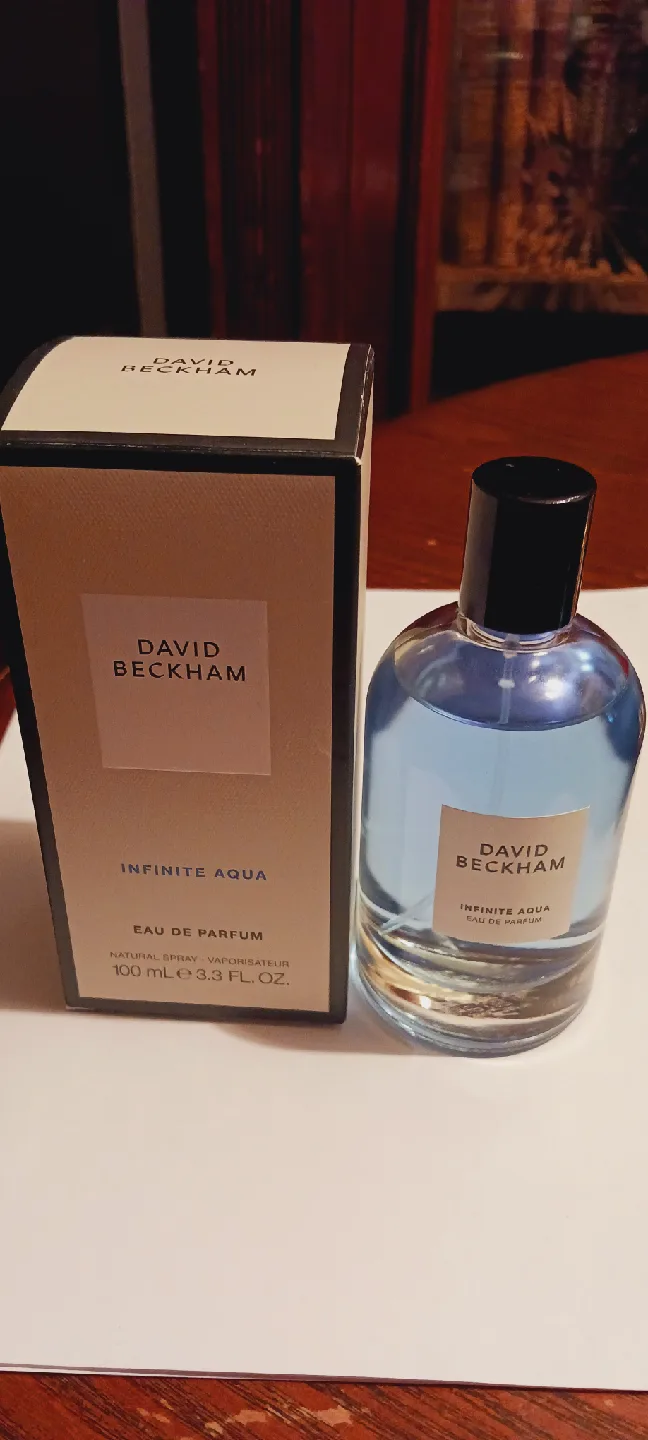 DAVID
BECKHAM
DAVID
BECKHAM
INFINITE AQUA
EAU DE PARFUM
NATURAL SPRAY - VAPORISATEUR
100 mL ℮ 3.3 FL. OZ.
DAVID
BECKHAM
INFINITE AQUA
EAU DE PARFUM